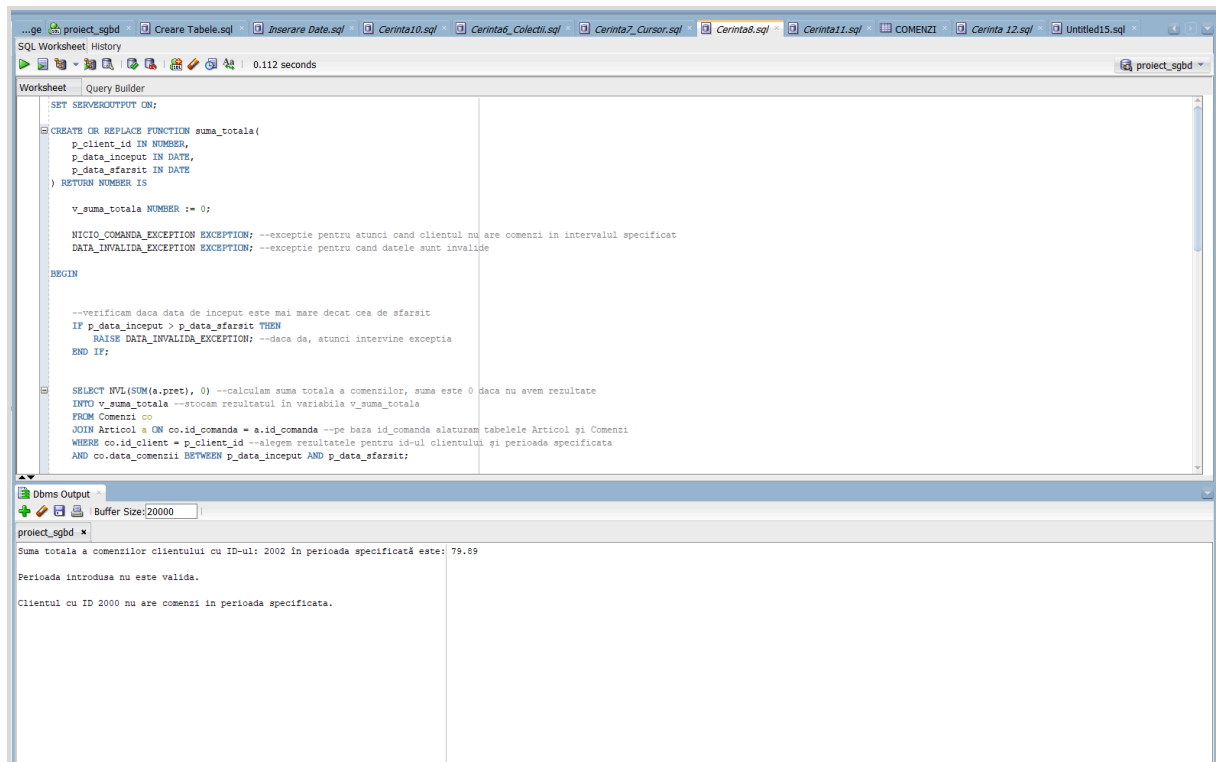 ...ge proiect_sgbd Creare Tabele.sql Inserare Date.sql Cerinta10.sql Cerinta6_Colectii.sql Cerinta7_Cursor.sql Cerinta8.sql Cerinta11.sql COMENZI Cerinta 12.sql Untitled15.sql
SQL Worksheet History
0.112 seconds proiect_sgbd
Worksheet Query Builder
SET SERVEROUTPUT ON;
CREATE OR REPLACE FUNCTION suma_totala(
p_client_id IN NUMBER,
p_data_inceput IN DATE,
p_data_sfarsit IN DATE
) RETURN NUMBER IS
v_suma_totala NUMBER := 0;
NICIO_COMANDA_EXCEPTION EXCEPTION; --exceptie pentru atunci cand clientul nu are comenzi in intervalul specificat
DATA_INVALIDA_EXCEPTION EXCEPTION; --exceptie pentru cand datele sunt invalide
BEGIN
--verificam daca data de inceput este mai mare decat cea de sfarsit
IF p_data_inceput > p_data_sfarsit THEN
RAISE DATA_INVALIDA_EXCEPTION; --daca da, atunci intervine exceptia
END IF;
SELECT NVL(SUM(a.pret), 0) --calculam suma totala a comenzilor, suma este 0 daca nu avem rezultate
INTO v_suma_totala --stocam rezultatul în variabila v_suma_totala
FROM Comenzi co
JOIN Articol a ON co.id_comanda = a.id_comanda --pe baza id_comanda alaturam tabelele Articol și Comenzi
WHERE co.id_client = p_client_id --alegem rezultatele pentru id-ul clientului și perioada specificata
AND co.data_comenzii BETWEEN p_data_inceput AND p_data_sfarsit;
Dbms Output
Buffer Size: 20000
proiect_sgbd
Suma totala a comenzilor clientului cu ID-ul: 2002 în perioada specificată este: 79.89
Perioada introdusa nu este valida.
Clientul cu ID 2000 nu are comenzi in perioada specificata.